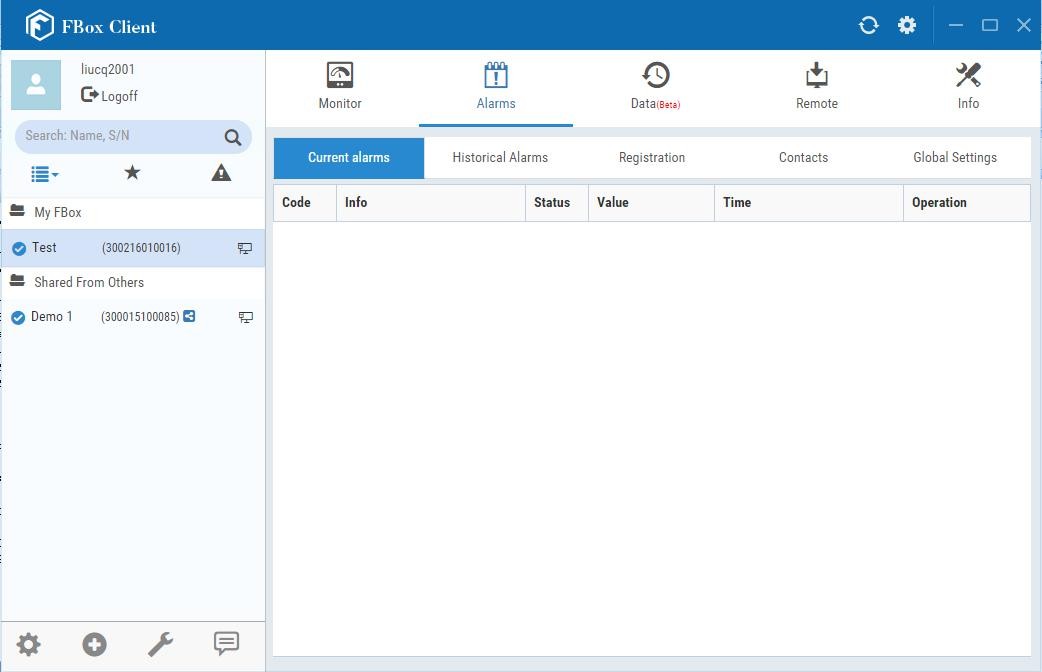 FBox Client
liucq2001
Logoff
Search: Name, S/N
My FBox
Test (300216010016)
Shared From Others
Demo 1 (300015100085)
Monitor Alarms Data(Beta) Remote Info
Current alarms Historical Alarms Registration Contacts Global Settings
Code Info Status Value Time Operation